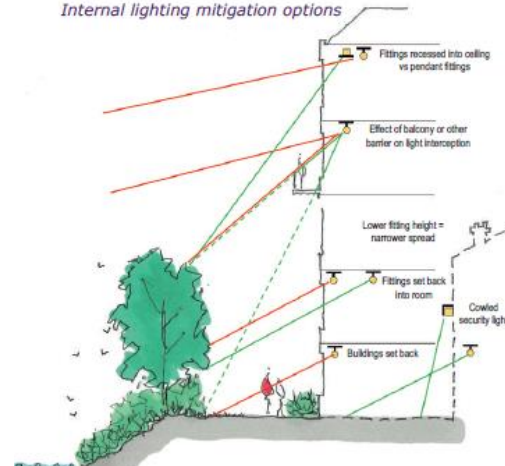 Internal lighting mitigation options
Fittings recessed into ceiling
vs pendant fittings
Effect of balcony or other
barrier on light interception
Lower fitting height =
narrower spread
Fittings set back
into room
Cowled
security light
Buildings set back